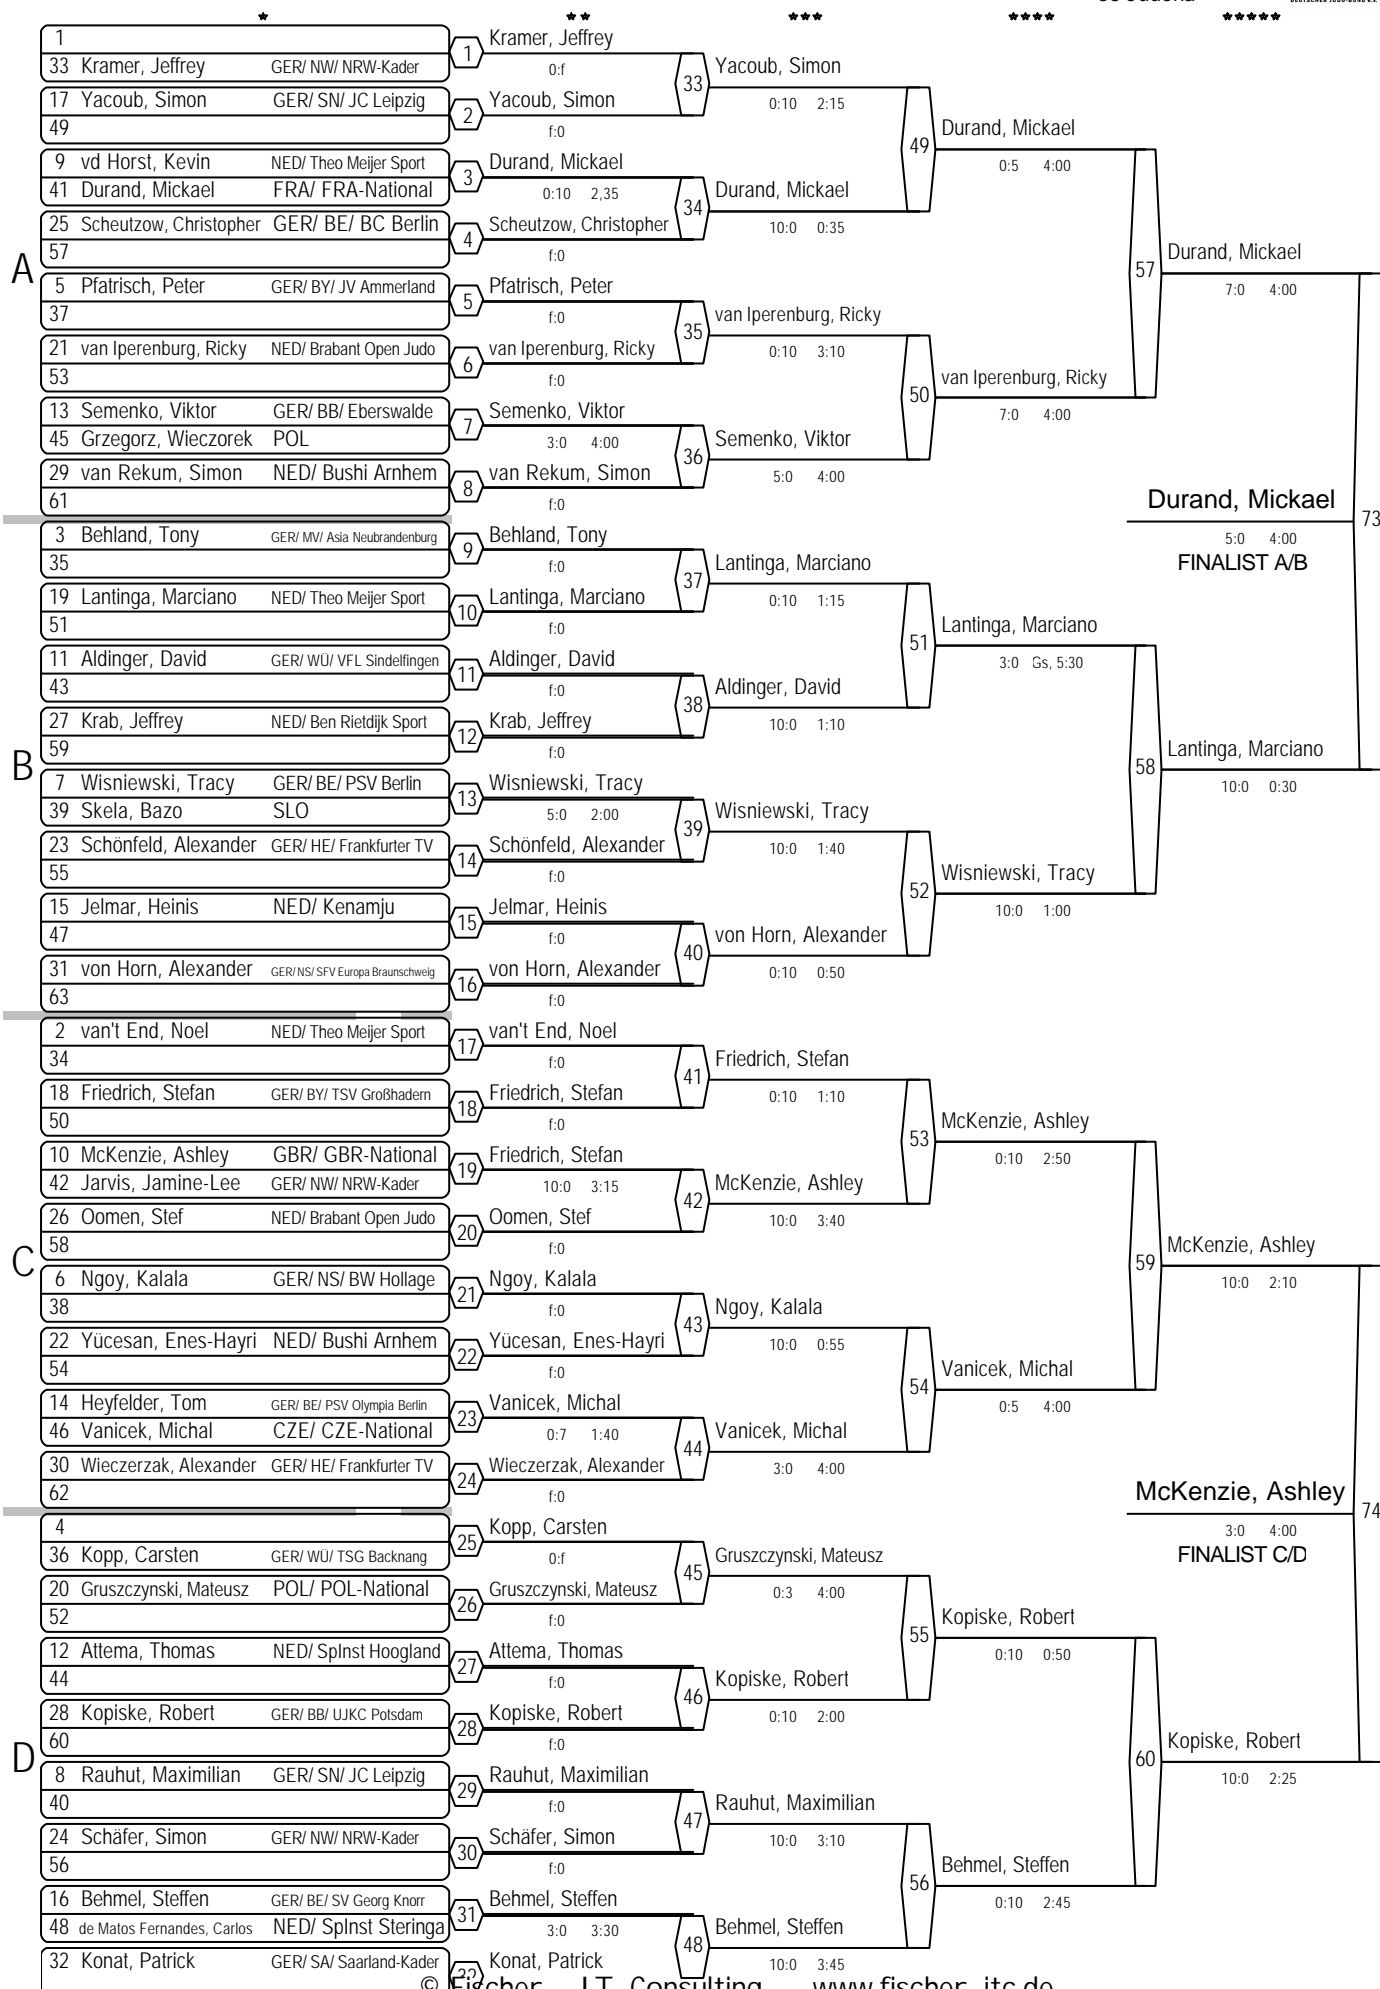 * ** *** **** *****
1
33 Kramer, Jeffrey GER/ NW/ NRW-Kader
1 Kramer, Jeffrey
0:f
17 Yacoub, Simon GER/ SN/ JC Leipzig
49
2 Yacoub, Simon
f:0
33 Yacoub, Simon
0:10 2:15
9 vd Horst, Kevin NED/ Theo Meijer Sport
41 Durand, Mickael FRA/ FRA-National
3 Durand, Mickael
0:10 2,35
25 Scheutzow, Christopher GER/ BE/ BC Berlin
57
4 Scheutzow, Christopher
f:0
34 Durand, Mickael
10:0 0:35
49 Durand, Mickael
0:5 4:00
A
5 Pfatrisch, Peter GER/ BY/ JV Ammerland
37
5 Pfatrisch, Peter
f:0
21 van Iperenburg, Ricky NED/ Brabant Open Judo
53
6 van Iperenburg, Ricky
f:0
35 van Iperenburg, Ricky
0:10 3:10
13 Semenko, Viktor GER/ BB/ Eberswalde
45 Grzegorz, Wieczorek POL
7 Semenko, Viktor
3:0 4:00
29 van Rekum, Simon NED/ Bushi Arnhem
61
8 van Rekum, Simon
f:0
36 Semenko, Viktor
5:0 4:00
50 van Iperenburg, Ricky
7:0 4:00
57 Durand, Mickael
7:0 4:00
3 Behland, Tony GER/ MV/ Asia Neubrandenburg
35
9 Behland, Tony
f:0
19 Lantinga, Marciano NED/ Theo Meijer Sport
51
10 Lantinga, Marciano
f:0
37 Lantinga, Marciano
0:10 1:15
11 Aldinger, David GER/ WÜ/ VFL Sindelfingen
43
11 Aldinger, David
f:0
27 Krab, Jeffrey NED/ Ben Rietdijk Sport
59
12 Krab, Jeffrey
f:0
38 Aldinger, David
10:0 1:10
51 Lantinga, Marciano
3:0 Gs, 5:30
B
7 Wisniewski, Tracy GER/ BE/ PSV Berlin
39 Skela, Bazo SLO
13 Wisniewski, Tracy
5:0 2:00
23 Schönfeld, Alexander GER/ HE/ Frankfurter TV
55
14 Schönfeld, Alexander
f:0
39 Wisniewski, Tracy
10:0 1:40
15 Jelmar, Heinis NED/ Kenamju
47
15 Jelmar, Heinis
f:0
31 von Horn, Alexander GER/ NS/ SFV Europa Braunschweig
63
16 von Horn, Alexander
f:0
40 von Horn, Alexander
0:10 0:50
52 Wisniewski, Tracy
10:0 1:00
58 Lantinga, Marciano
10:0 0:30
Durand, Mickael 73
5:0 4:00
FINALIST A/B
2 van't End, Noel NED/ Theo Meijer Sport
34
17 van't End, Noel
f:0
18 Friedrich, Stefan GER/ BY/ TSV Großhadern
50
18 Friedrich, Stefan
f:0
41 Friedrich, Stefan
0:10 1:10
10 McKenzie, Ashley GBR/ GBR-National
42 Jarvis, Jamine-Lee GER/ NW/ NRW-Kader
19 Friedrich, Stefan
10:0 3:15
26 Oomen, Stef NED/ Brabant Open Judo
58
20 Oomen, Stef
f:0
42 McKenzie, Ashley
10:0 3:40
53 McKenzie, Ashley
0:10 2:50
C
6 Ngoy, Kalala GER/ NS/ BW Hollage
38
21 Ngoy, Kalala
f:0
22 Yücesan, Enes-Hayri NED/ Bushi Arnhem
54
22 Yücesan, Enes-Hayri
f:0
43 Ngoy, Kalala
10:0 0:55
14 Heyfelder, Tom GER/ BE/ PSV Olympia Berlin
46 Vanicek, Michal CZE/ CZE-National
23 Vanicek, Michal
0:7 1:40
30 Wieczerzak, Alexander GER/ HE/ Frankfurter TV
62
24 Wieczerzak, Alexander
f:0
44 Vanicek, Michal
3:0 4:00
54 Vanicek, Michal
0:5 4:00
59 McKenzie, Ashley
10:0 2:10
4
36 Kopp, Carsten GER/ WÜ/ TSG Backnang
25 Kopp, Carsten
0:f
20 Gruszczynski, Mateusz POL/ POL-National
52
26 Gruszczynski, Mateusz
f:0
45 Gruszczynski, Mateusz
0:3 4:00
12 Attema, Thomas NED/ SpInst Hoogland
44
27 Attema, Thomas
f:0
28 Kopiske, Robert GER/ BB/ UJKC Potsdam
60
28 Kopiske, Robert
f:0
46 Kopiske, Robert
0:10 2:00
55 Kopiske, Robert
0:10 0:50
D
8 Rauhut, Maximilian GER/ SN/ JC Leipzig
40
29 Rauhut, Maximilian
f:0
24 Schäfer, Simon GER/ NW/ NRW-Kader
56
30 Schäfer, Simon
f:0
47 Rauhut, Maximilian
10:0 3:10
16 Behmel, Steffen GER/ BE/ SV Georg Knorr
48 de Matos Fernandes, Carlos NED/ SpInst Steringa
31 Behmel, Steffen
3:0 3:30
32 Konat, Patrick GER/ SA/ Saarland-Kader
Konat, Patrick
48 Behmel, Steffen
10:0 3:45
56 Behmel, Steffen
0:10 2:45
60 Kopiske, Robert
10:0 2:25
McKenzie, Ashley 74
3:0 4:00
FINALIST C/D
© Fischer I.T. Consulting www.fischer-itc.de